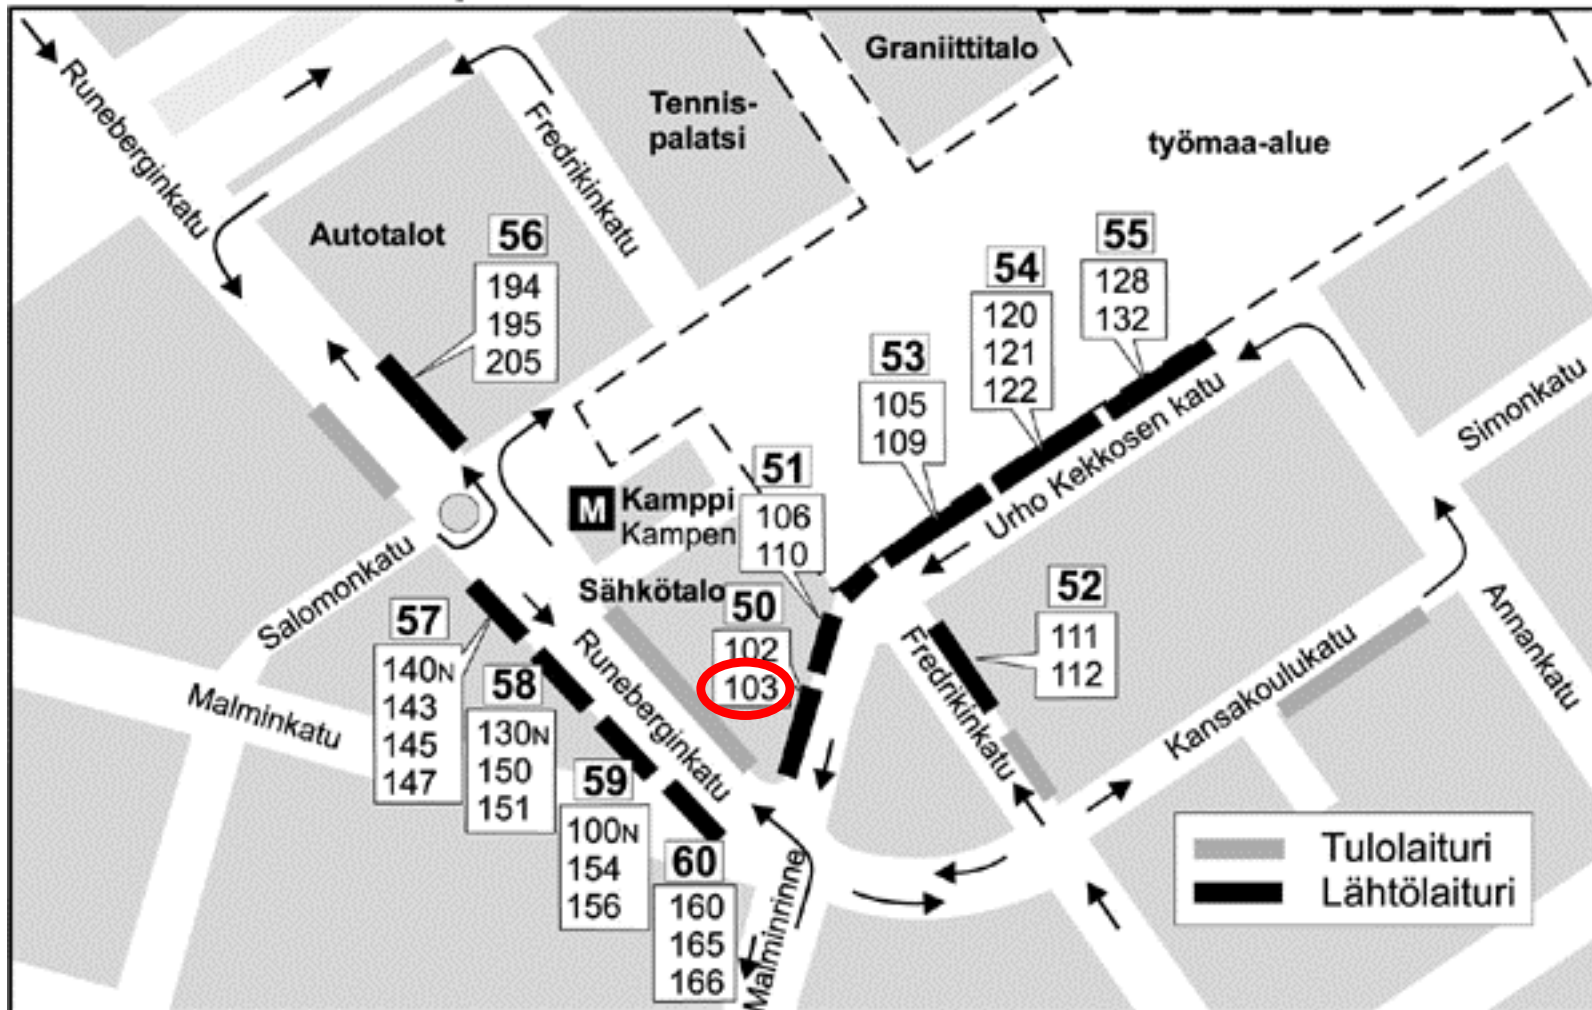 Graniittitalo
Tennis-
palatsi
työmaa-alue
Runeberginkatu
Fredrikinkatu
Autotalot
56
194
195
205
55
128
132
54
120
121
122
53
105
109
Urho Kekkosen katu
Simonkatu
51
106
110
M
Kamppi
Kampen
Sähkötalo
50
102
103
52
111
112
Salomonkatu
Malminkatu
Runeberginkatu
Fredrikinkatu
Kansakoulukatu
Annankatu
57
140N
143
145
147
58
130N
150
151
59
100N
154
156
60
160
165
166
Malminrinne
Tulolaituri
Lähtölaituri